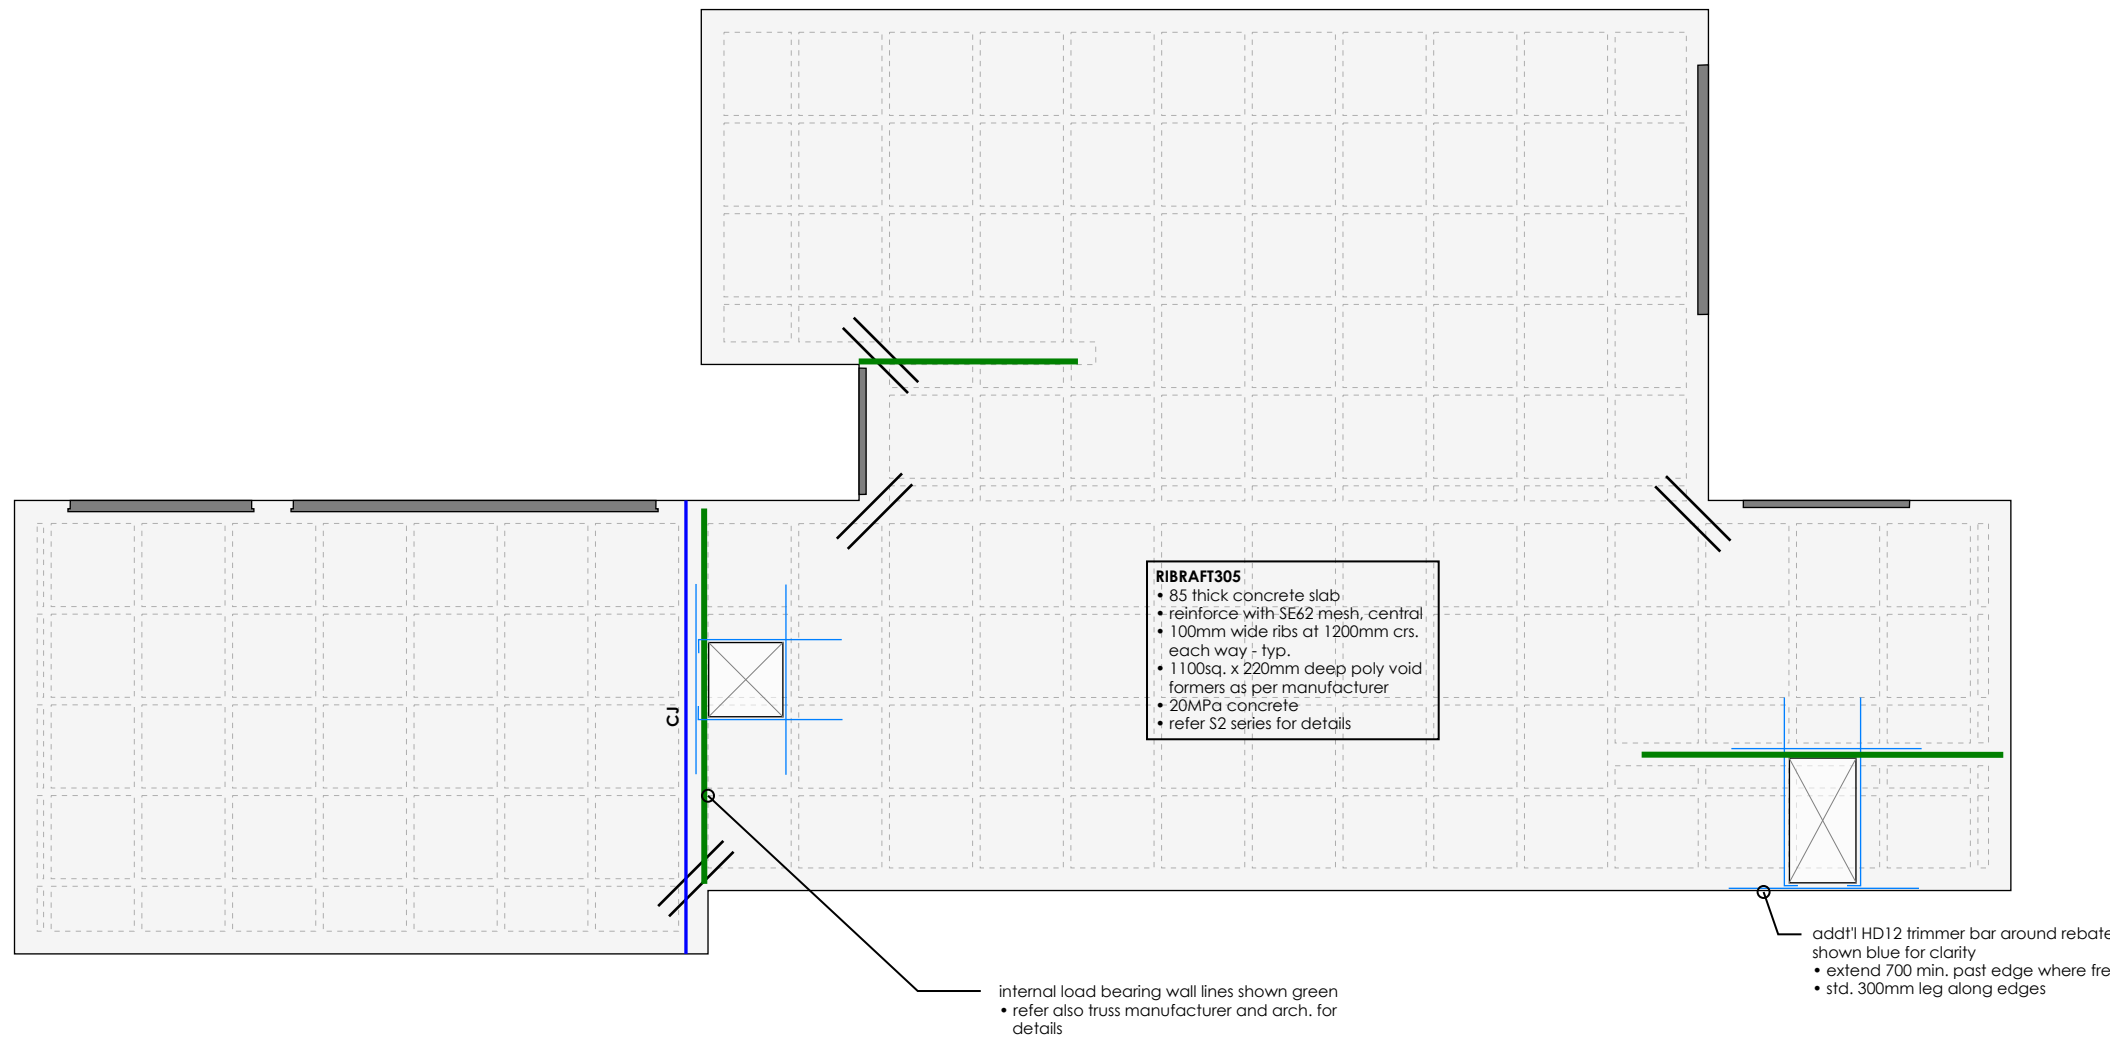 RIBRAFT305
• 85 thick concrete slab
• reinforce with SE62 mesh, central
• 100mm wide ribs at 1200mm crs.
each way - typ.
• 1100sq. x 220mm deep poly void
formers as per manufacturer
• 20MPa concrete
• refer S2 series for details
CJ
addt'l HD12 trimmer bar around rebate
shown blue for clarity
• extend 700 min. past edge where
• std. 300mm leg along edges
internal load bearing wall lines shown green
• refer also truss manufacturer and arch. for
details